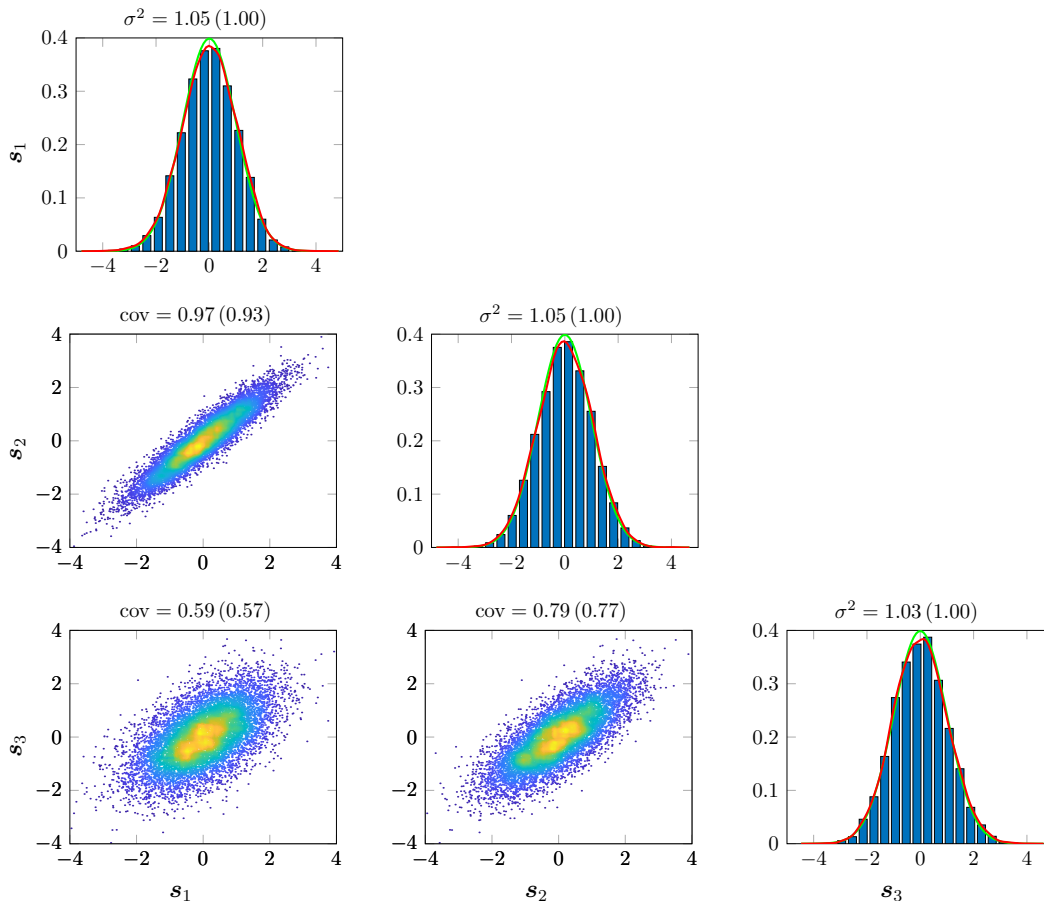 σ² = 1.05 (1.00)
0.4
0.3
0.2
0.1
0
s₁
−4 −2 0 2 4
cov = 0.97 (0.93)
4
2
0
−2
−4
s₂
−4 −2 0 2 4
σ² = 1.05 (1.00)
0.4
0.3
0.2
0.1
0
−4 −2 0 2 4
cov = 0.59 (0.57)
4
2
0
−2
−4
s₃
−4 −2 0 2 4
s₁
cov = 0.79 (0.77)
4
2
0
−2
−4
−4 −2 0 2 4
s₂
σ² = 1.03 (1.00)
0.4
0.3
0.2
0.1
0
−4 −2 0 2 4
s₃